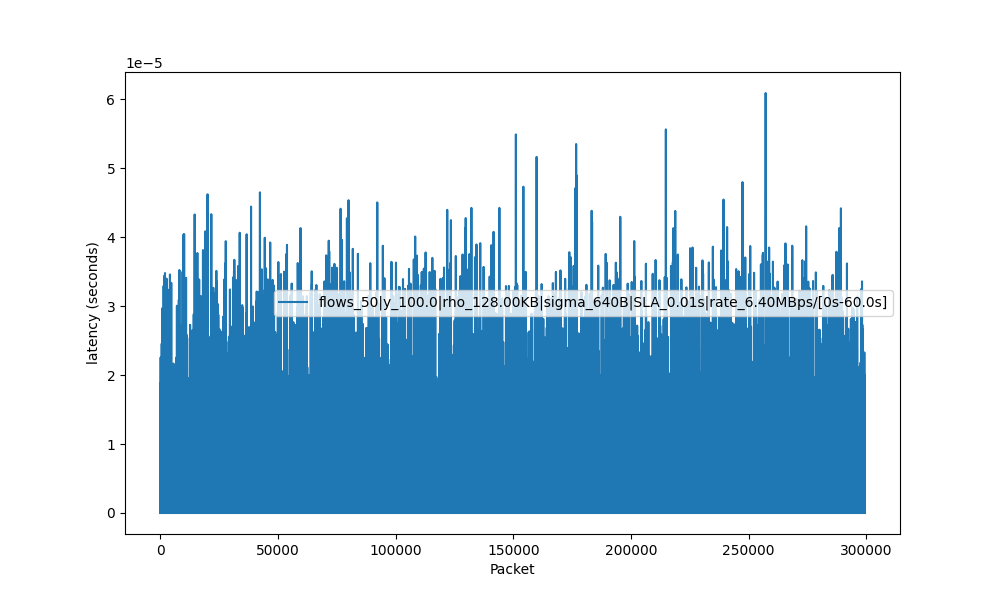 1e−5
6
5
4
3
2
1
0
latency (seconds)
flows_50|y_100.0|rho_128.00KB|sigma_640B|SLA_0.01s|rate_6.40MBps/[0s-60.0s]
0 50000 100000 150000 200000 250000 300000
Packet